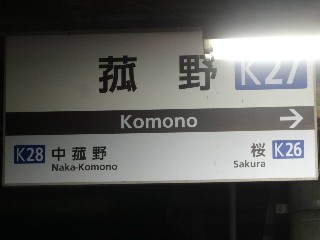 菰野 K27
Komono →
K28 中菰野 桜 K26
Naka-Komono Sakura